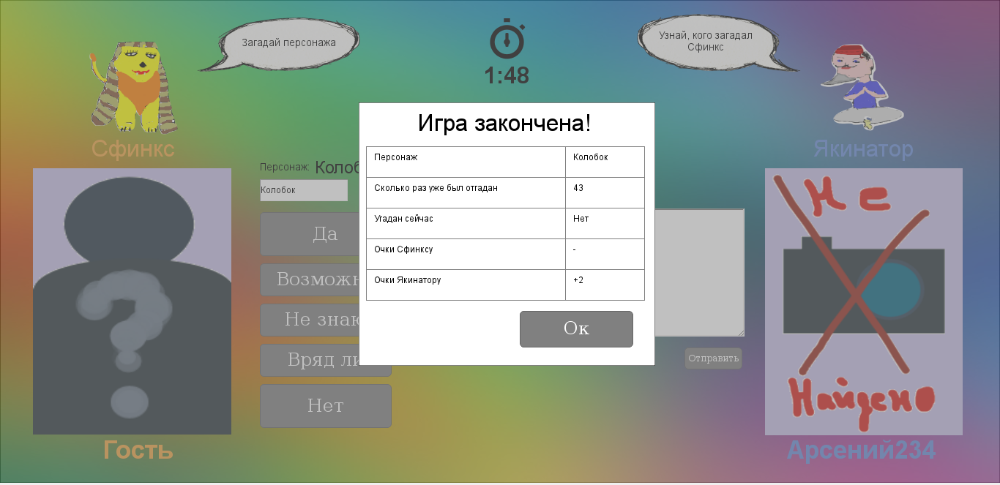 Загадай персонажа
Узнай, кого загадал
Сфинкс
1:48
Сфинкс
Якинатор
Игра закончена!
Персонаж Колобок
Сколько раз уже был отгадан 43
Угадан сейчас Нет
Очки Сфинксу -
Очки Якинатору +2
Ок
Персонаж: Колоб
Колобок
Да
Возможн
Не знаю
Вряд ли
Нет
Отправить
Не
Найдено
Гость
Арсений234